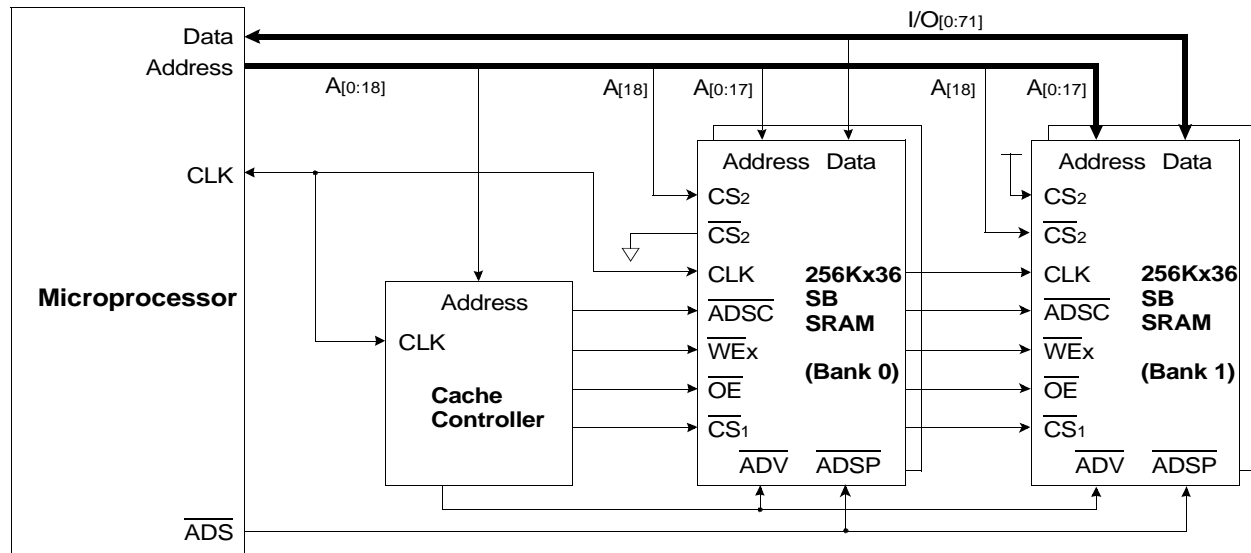 I/O[0:71]
Data
Address
A[0:18]
A[18]
A[0:17]
A[18]
A[0:17]
CLK
Microprocessor
ADS
Address
CLK
Cache
Controller
Address Data
CS2
CS2
CLK
ADSC
WEx
OE
CS1
ADV
ADSP
256Kx36
SB
SRAM
(Bank 0)
Address Data
CS2
CS2
CLK
ADSC
WEx
OE
CS1
ADV
ADSP
256Kx36
SB
SRAM
(Bank 1)